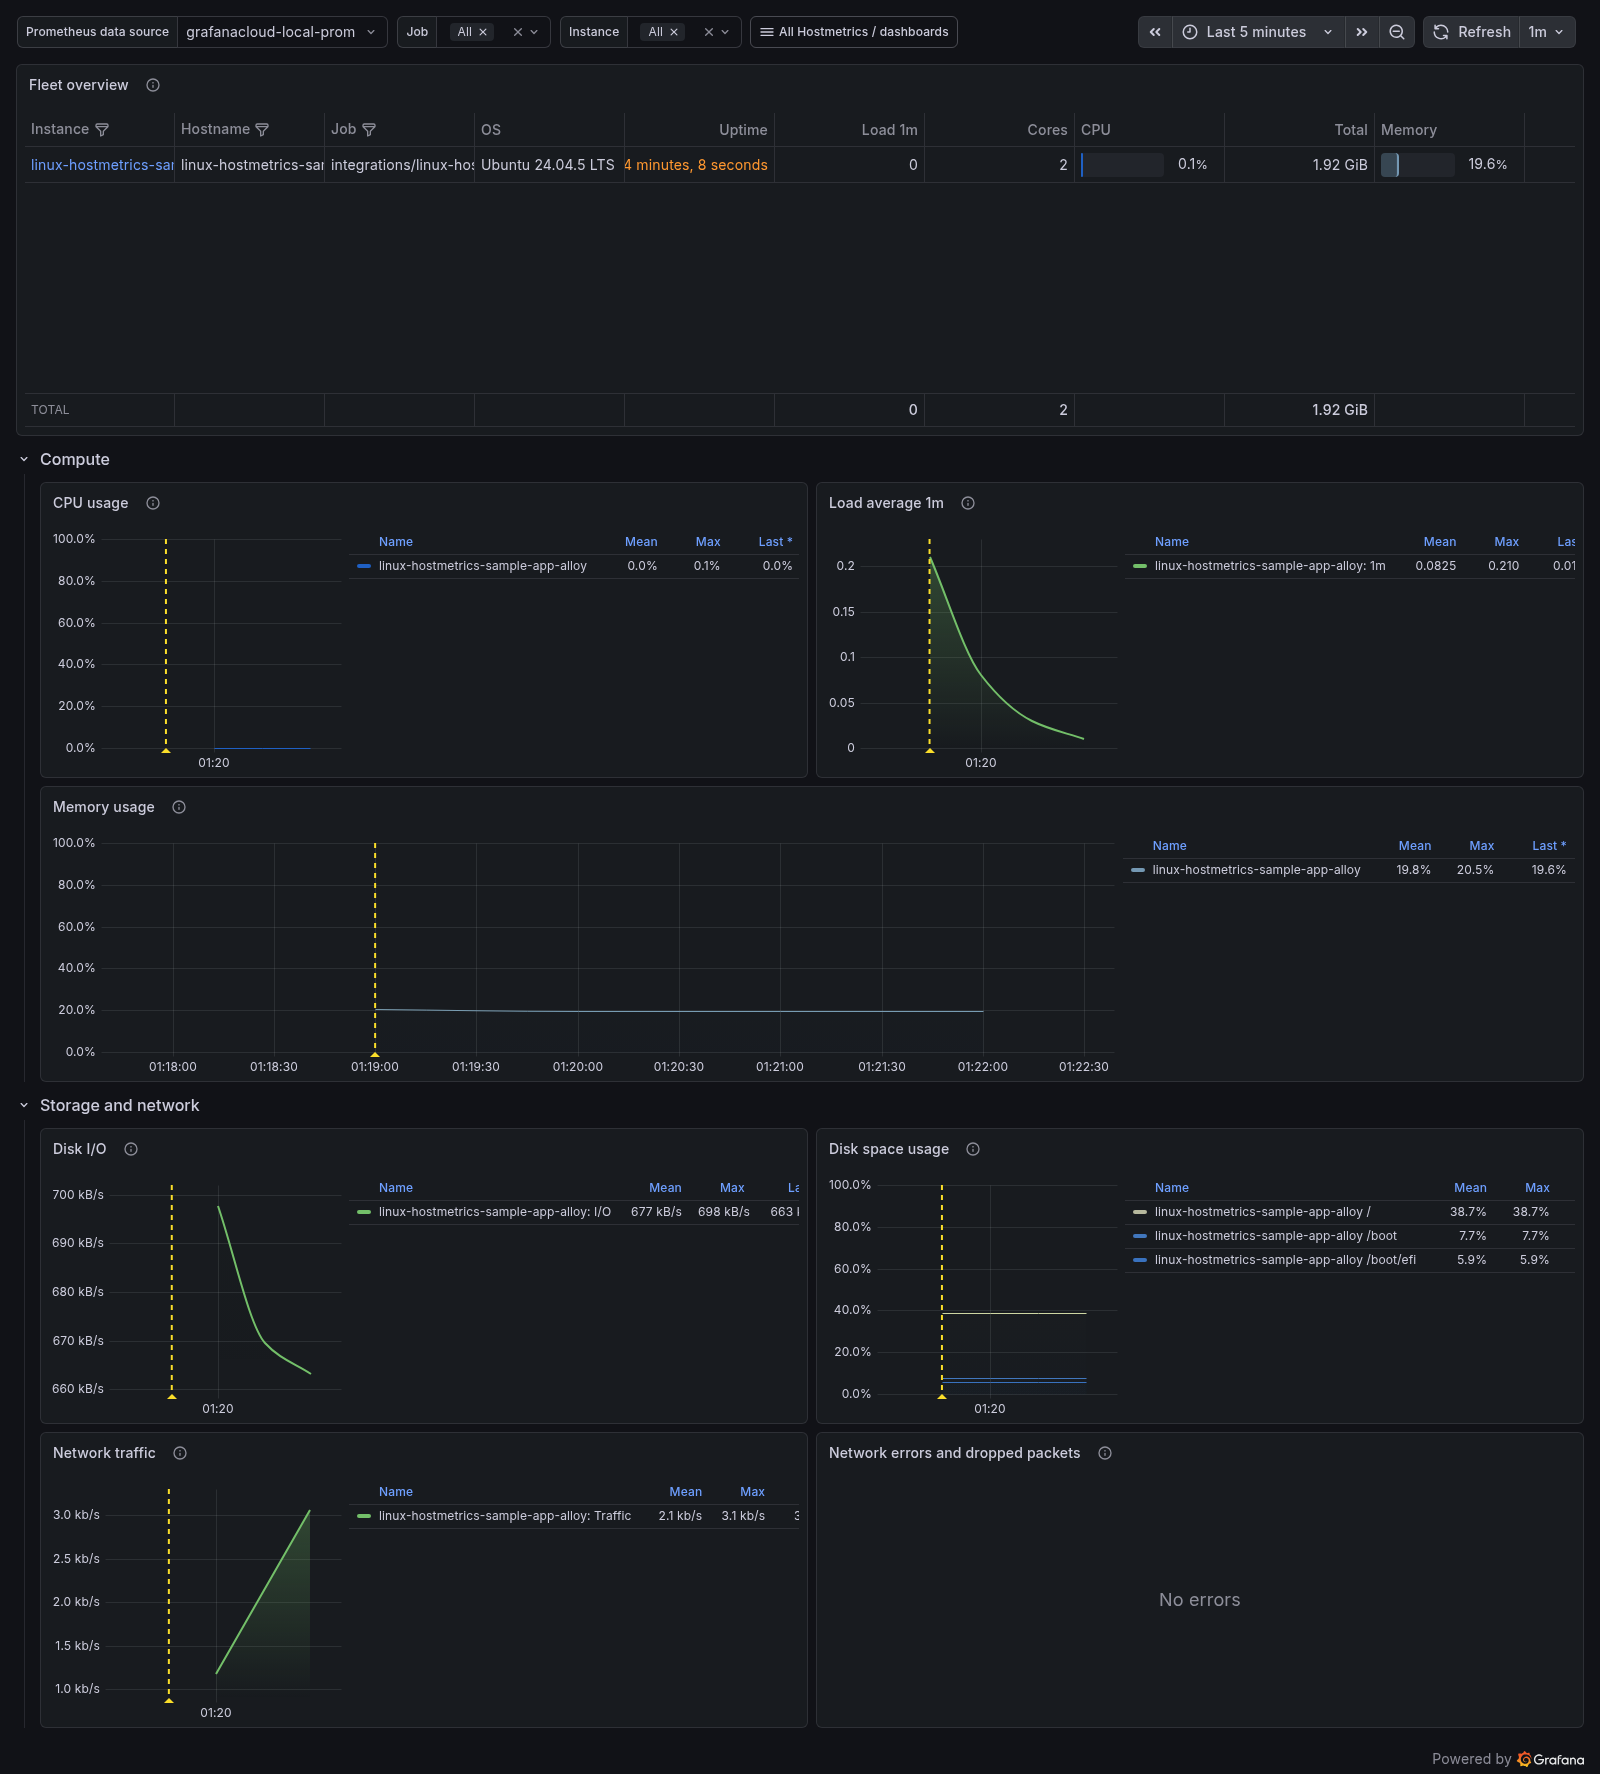 Prometheus data source grafanacloud-local-prom Job All Instance All All Hostmetrics / dashboards Last 5 minutes Refresh 1m
Fleet overview
Instance Hostname Job OS Uptime Load 1m Cores CPU Total Memory
linux-hostmetrics-sar linux-hostmetrics-sar integrations/linux-hos Ubuntu 24.04.5 LTS 4 minutes, 8 seconds 0 2 0.1% 1.92 GiB 19.6%
TOTAL 0 2 1.92 GiB
Compute
CPU usage
100.0%
80.0%
60.0%
40.0%
20.0%
0.0%
01:20
Name Mean Max Last *
linux-hostmetrics-sample-app-alloy 0.0% 0.1% 0.0%
Load average 1m
0.2
0.15
0.1
0.05
0
01:20
Name Mean Max Las
linux-hostmetrics-sample-app-alloy: 1m 0.0825 0.210 0.01
Memory usage
100.0%
80.0%
60.0%
40.0%
20.0%
0.0%
01:18:00 01:18:30 01:19:00 01:19:30 01:20:00 01:20:30 01:21:00 01:21:30 01:22:00 01:22:30
Name Mean Max Last *
linux-hostmetrics-sample-app-alloy 19.8% 20.5% 19.6%
Storage and network
Disk I/O
700 kB/s
690 kB/s
680 kB/s
670 kB/s
660 kB/s
01:20
Name Mean Max La
linux-hostmetrics-sample-app-alloy: I/O 677 kB/s 698 kB/s 663
Disk space usage
100.0%
80.0%
60.0%
40.0%
20.0%
0.0%
01:20
Name Mean Max
linux-hostmetrics-sample-app-alloy / 38.7% 38.7%
linux-hostmetrics-sample-app-alloy /boot 7.7% 7.7%
linux-hostmetrics-sample-app-alloy /boot/efi 5.9% 5.9%
Network traffic
3.0 kb/s
2.5 kb/s
2.0 kb/s
1.5 kb/s
1.0 kb/s
01:20
Name Mean Max
linux-hostmetrics-sample-app-alloy: Traffic 2.1 kb/s 3.1 kb/s 3
Network errors and dropped packets
No errors
Powered by Grafana